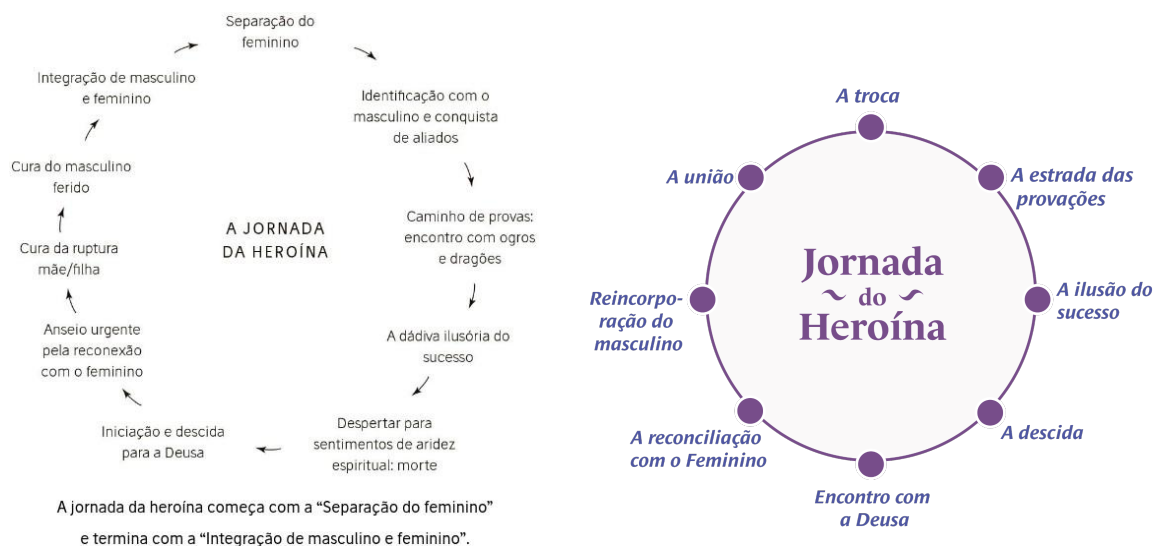 Separação do
feminino
Identificação com o
masculino e conquista
de aliados
Caminho de provas:
encontro com ogros
e dragões
A dádiva ilusória do
sucesso
Despertar para
sentimentos de aridez
espiritual: morte
Iniciação e descida
para a Deusa
Anseio urgente
pela reconexão
com o feminino
Cura da ruptura
mãe/filha
Cura do masculino
ferido
Integração de masculino
e feminino
A JORNADA
DA HEROÍNA
A jornada da heroína começa com a “Separação do feminino”
e termina com a “Integração de masculino e feminino”.
A troca
A estrada das
provações
A ilusão do
sucesso
A descida
Encontro com
a Deusa
A reconciliação
com o Feminino
Reincorpo-
ração do
masculino
A união
Jornada
do
Heroína